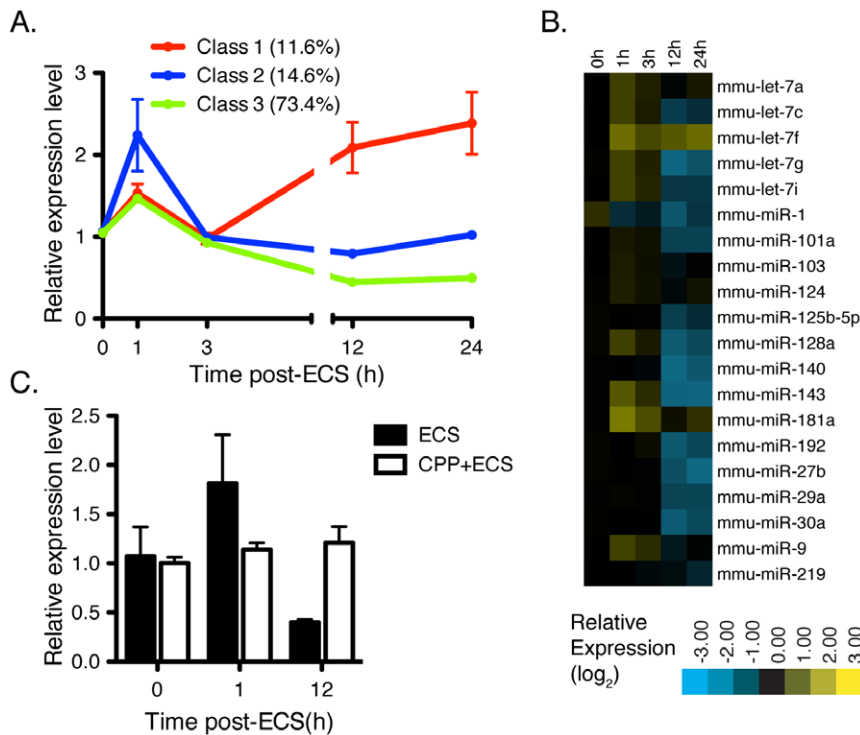 A.
Class 1 (11.6%)
Class 2 (14.6%)
Class 3 (73.4%)
Relative expression level
3
2
1
0
0
1
3
12
24
Time post-ECS (h)
B.
0h
1h
3h
12h
24h
mmu-let-7a
mmu-let-7c
mmu-let-7f
mmu-let-7g
mmu-let-7i
mmu-miR-1
mmu-miR-101a
mmu-miR-103
mmu-miR-124
mmu-miR-125b-5p
mmu-miR-128a
mmu-miR-140
mmu-miR-143
mmu-miR-181a
mmu-miR-192
mmu-miR-27b
mmu-miR-29a
mmu-miR-30a
mmu-miR-9
mmu-miR-219
Relative
Expression
(log2)
-3.00
-2.00
-1.00
0.00
1.00
2.00
3.00
C.
Relative expression level
2.5
2.0
1.5
1.0
0.5
0.0
ECS
CPP+ECS
0
1
12
Time post-ECS(h)